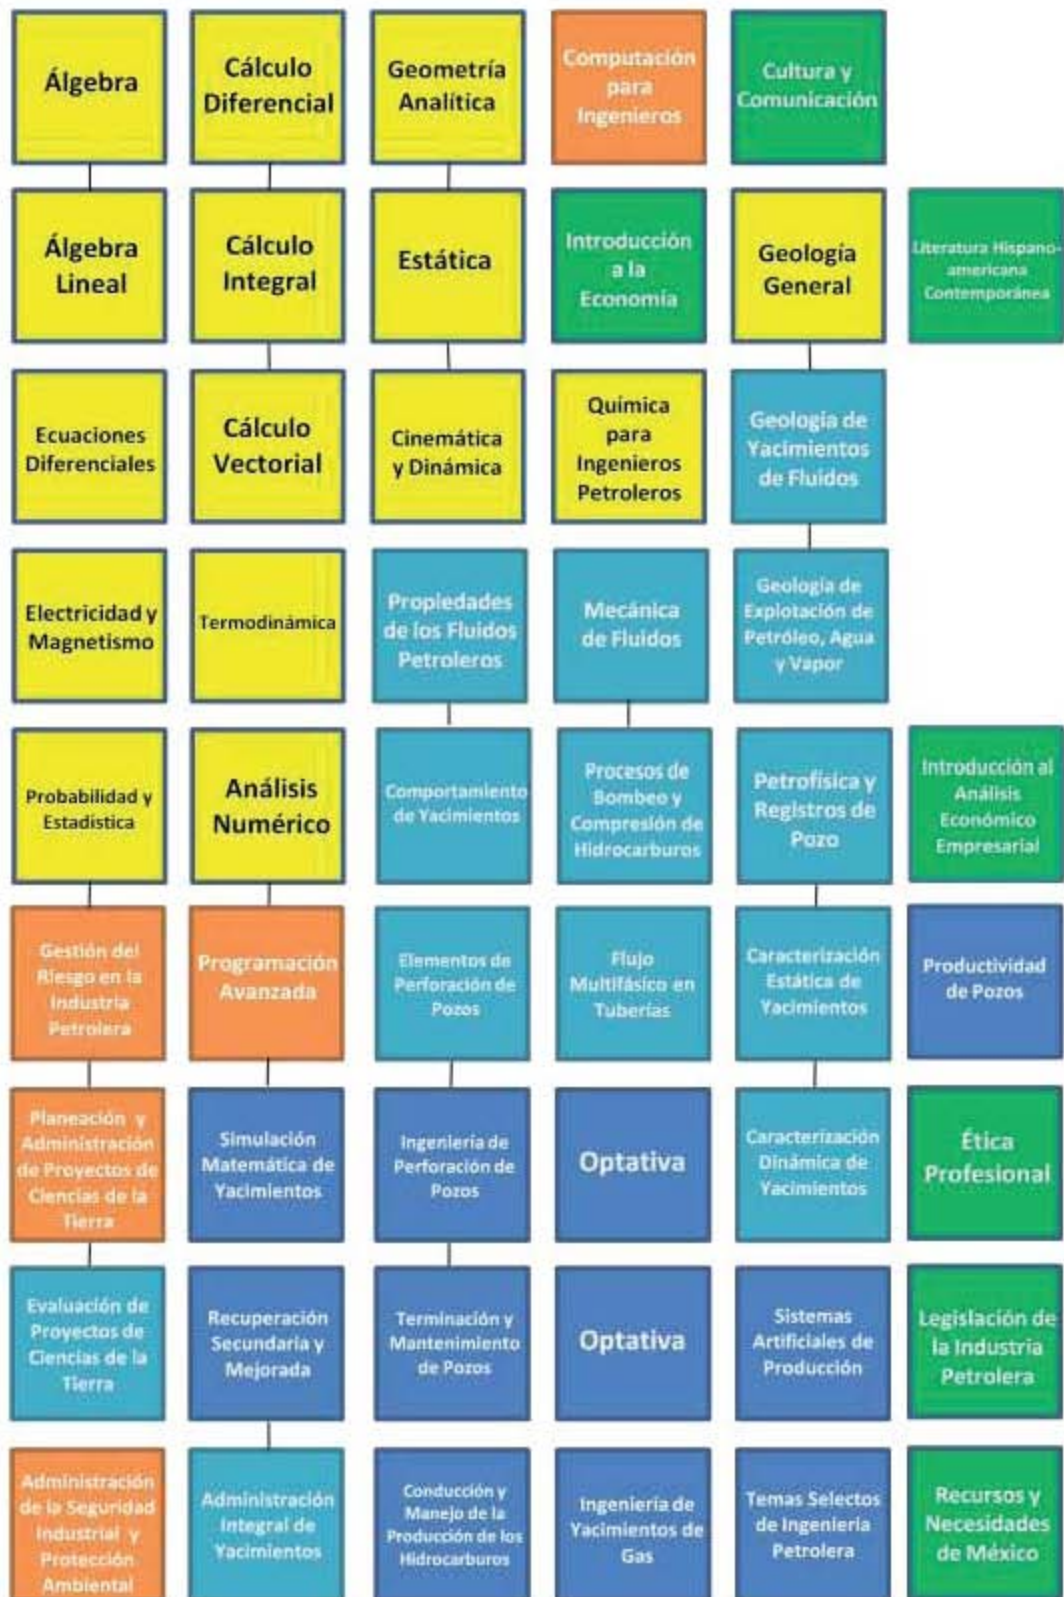 Álgebra
Cálculo
Diferencial
Geometría
Analítica
Computación
para
Ingenieros
Cultura y
Comunicación
Álgebra
Lineal
Cálculo
Integral
Estática
Introducción
a la
Economía
Geología
General
Literatura Hispano-
americana
Contemporánea
Ecuaciones
Diferenciales
Cálculo
Vectorial
Cinemática
y Dinámica
Química
para
Ingenieros
Petroleros
Geología de
Yacimientos
de Fluidos
Electricidad y
Magnetismo
Termodinámica
Propiedades
de los Fluidos
Petroleros
Mecánica
de Fluidos
Geología de
Explotación de
Petróleo, Agua
y Vapor
Probabilidad y
Estadística
Análisis
Numérico
Comportamiento
de Yacimientos
Procesos de
Bombeo y
Compresión de
Hidrocarburos
Petrofísica y
Registros de
Pozo
Introducción al
Análisis
Económico
Empresarial
Gestión del
Riesgo en la
Industria
Petrolera
Programación
Avanzada
Elementos de
Perforación de
Pozos
Flujo
Multifásico en
Tuberías
Caracterización
Estática de
Yacimientos
Productividad
de Pozos
Planeación y
Administración
de Proyectos de
Ciencias de la
Tierra
Simulación
Matemática de
Yacimientos
Ingeniería de
Perforación de
Pozos
Optativa
Caracterización
Dinámica de
Yacimientos
Ética
Profesional
Evaluación de
Proyectos de
Ciencias de la
Tierra
Recuperación
Secundaria y
Mejorada
Terminación y
Mantenimiento
de Pozos
Optativa
Sistemas
Artificiales de
Producción
Legislación de
la Industria
Petrolera
Administración
de la Seguridad
Industrial y
Protección
Ambiental
Administración
Integral de
Yacimientos
Conducción y
Manejo de la
Producción de los
Hidrocarburos
Ingeniería de
Yacimientos de
Gas
Temas Selectos
de Ingeniería
Petrolera
Recursos y
Necesidades
de México